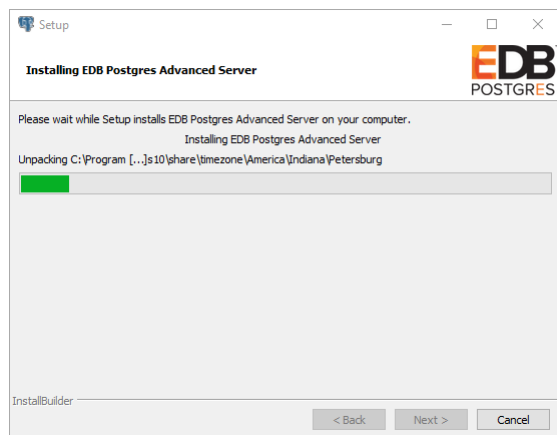 Setup
Installing EDB Postgres Advanced Server
EDB
POSTGRES
Please wait while Setup installs EDB Postgres Advanced Server on your computer.
Installing EDB Postgres Advanced Server
Unpacking C:\Program [...]s10\share\timezone\America\Indiana\Petersburg
InstallBuilder
< Back
Next >
Cancel